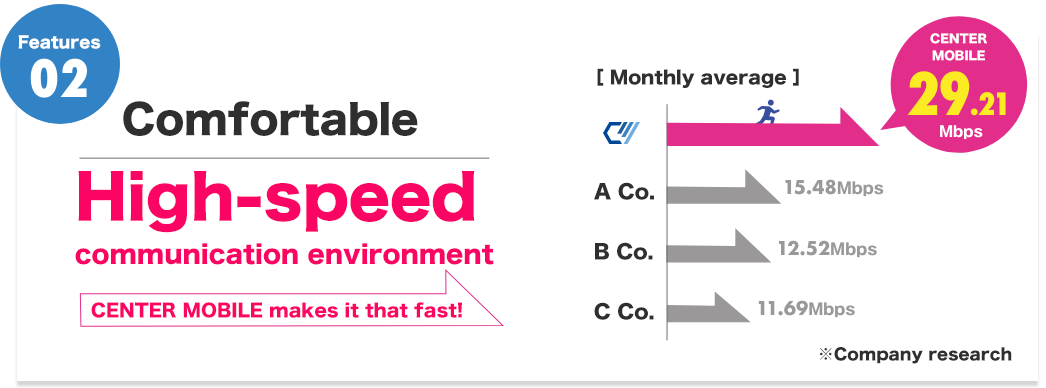 Features
02
Comfortable
High-speed
communication environment
CENTER MOBILE makes it that fast!
[ Monthly average ]
CENTER
MOBILE
29.21
Mbps
A Co.
15.48Mbps
B Co.
12.52Mbps
C Co.
11.69Mbps
※Company research